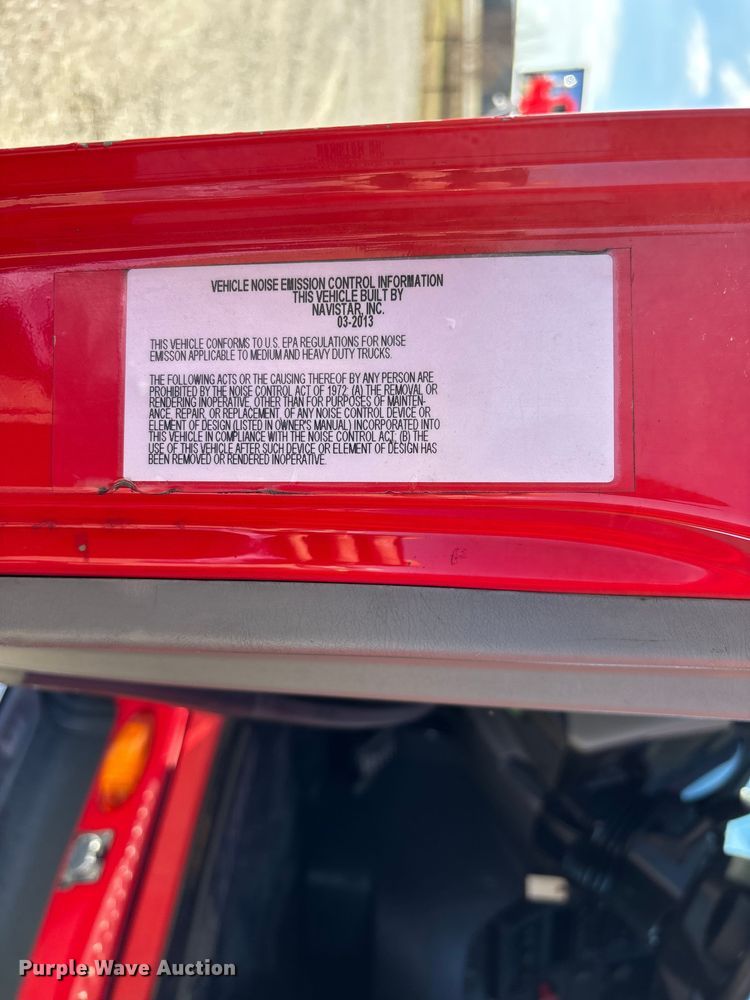 VEHICLE NOISE EMISSION CONTROL INFORMATION
THIS VEHICLE BUILT BY
NAVISTAR, INC.
03-2013
THIS VEHICLE CONFORMS TO U.S. EPA REGULATIONS FOR NOISE
EMISSON APPLICABLE TO MEDIUM AND HEAVY DUTY TRUCKS.
THE FOLLOWING ACTS OR THE CAUSING THEREOF BY ANY PERSON ARE
PROHIBITED BY THE NOISE CONTROL ACT OF 1972: (A) THE REMOVAL OR
RENDERING INOPERATIVE, OTHER THAN FOR PURPOSES OF MAINTEN-
ANCE, REPAIR, OR REPLACEMENT, OF ANY NOISE CONTROL DEVICE OR
ELEMENT OF DESIGN (LISTED IN OWNER'S MANUAL) INCORPORATED INTO
THIS VEHICLE IN COMPLIANCE WITH THE NOISE CONTROL ACT; (B) THE
USE OF THIS VEHICLE AFTER SUCH DEVICE OR ELEMENT OF DESIGN HAS
BEEN REMOVED OR RENDERED INOPERATIVE.
Purple Wave Auction